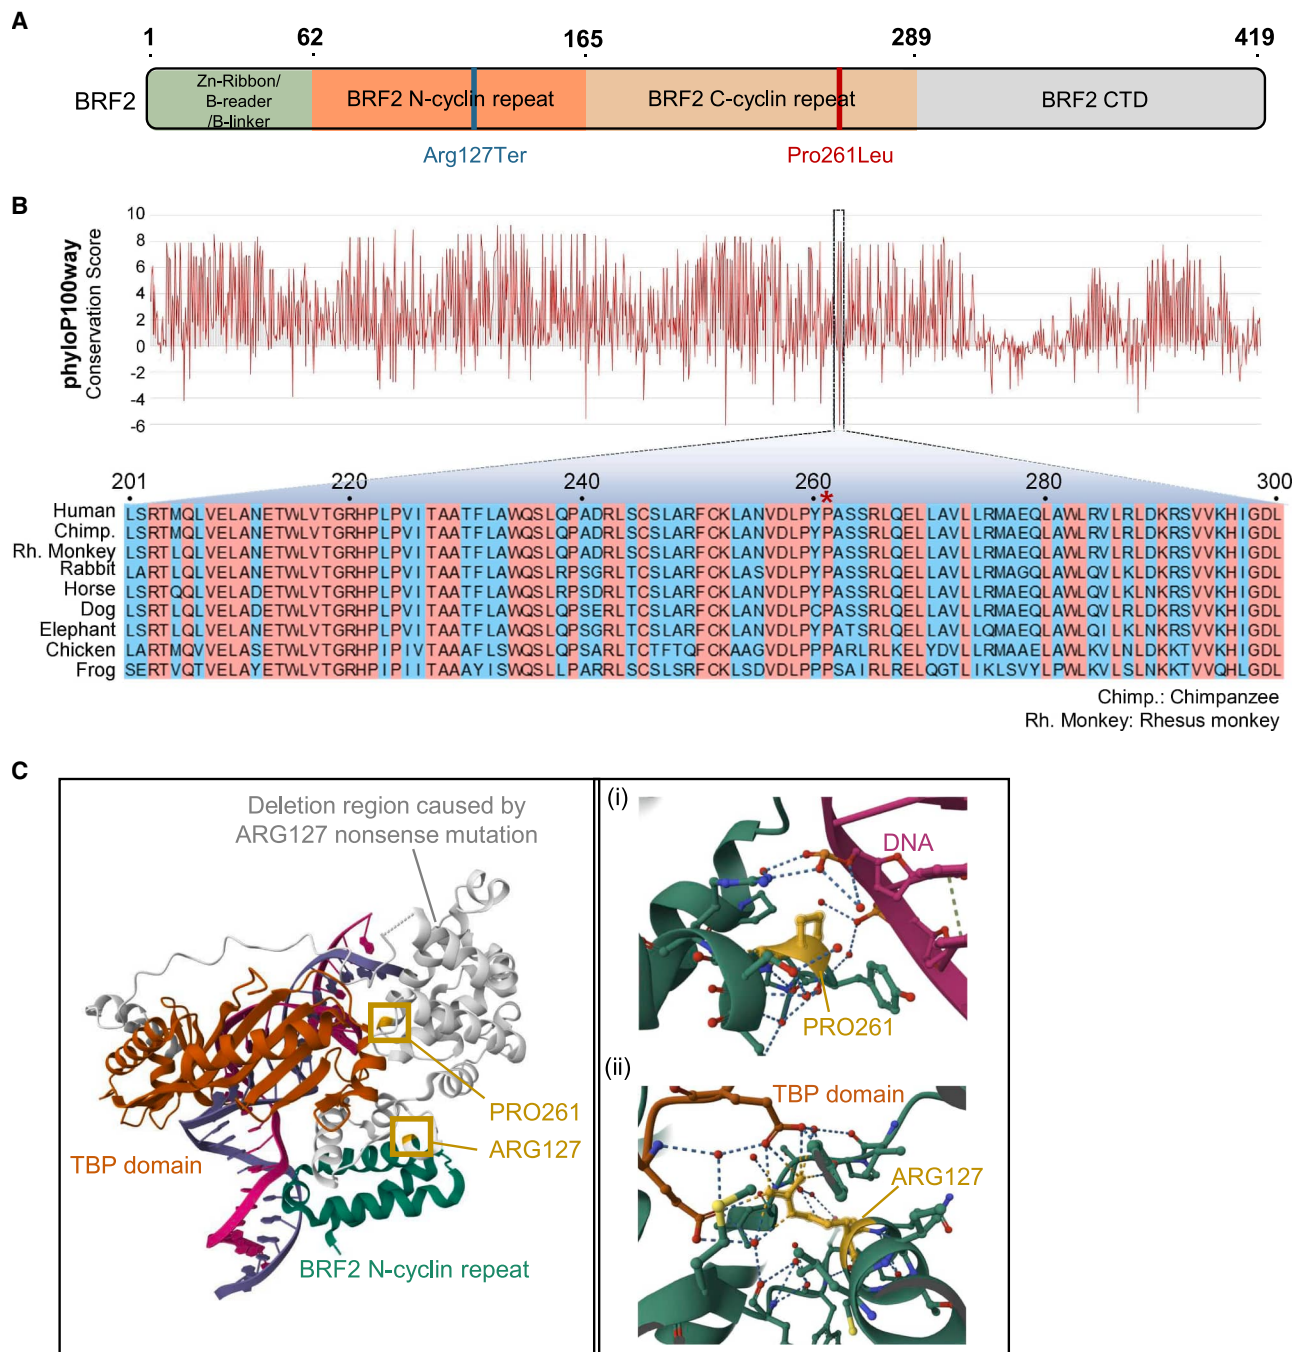 A
1 62 165 289 419
BRF2
Zn-Ribbon/
B-reader
/B-linker
BRF2 N-cyclin repeat
BRF2 C-cyclin repeat
BRF2 CTD
Arg127Ter
Pro261Leu
B
phyloP100way
Conservation Score
10
8
6
4
2
0
-2
-4
-6
201 220 240 260 280 300
*
Human LSRTMQLVELANETWLVTGRHPLPVITAATFLAWQSLQPADRLSCSLARFCKLANVDLPYPASSRLQELLAVLLRMAEQLAWLRVLRLDKRSVVKHIGDL
Chimp. LSRTMQLVELANETWLVTGRHPLPVITAATFLAWQSLQPADRLSCSLARFCKLANVDLPYPASSRLQELLAVLLRMAEQLAWLRVLRLDKRSVVKHIGDL
Rh. Monkey LSRTLQLVELANETWLVTGRHPLPVITAATFLAWQSLQPADRLSCSLARFCKLANVDLPYPASSRLQELLAVLLRMAEQLAWLRVLRLDKRSVVKHIGDL
Rabbit LARTLQLVELANETWLVTGRHPLPVITAATFLAWQSLRPSGRLTCSLARFCKLASVDLPYPASSRLQELLAVLLRMAGQLAWLQVLKLDKRSVVKHIGDL
Horse LSRTQQLVELADETWLVTGRHPLPVITAATFLAWQSLRPSDRLTCSLARFCKLANVDLPYPASSRLQELLAVLLRMAEQLAWLQVLRLDKRSVVKHIGDL
Dog LSRTLQLVELADETWLVTGRHPLPVITAATFLAWQSLQPSERLTCSLARFCKLANVDLPCPASSRLQELLAVLLRMAEQLAWLQVLRLDKRSVVKHIGDL
Elephant LSRTLQLVELANETWLVTGRHPLPVITAATFLAWQSLQPSGRLTCSLARFCKLANVDLPYPATSRLQELLAVLLQMAEQLAWLQILKLNKRSVVKHIGDL
Chicken LARTMQLVELASETWLVTGRHPIPIVTAAAFLSWQSLQPSARLTCTFTQFCKAAGVDLPPPARLRLKELYDVLLRMAAELAWLRVLKLDKRSVVKHIGDL
Frog SERTVQTVELAYETWLVTGRHPIPIITAAAYISWQSLLPARRLSCSLSRFCKLSDVDLPPPSAIRLQELQGTLIKLSVYLPWLKVLSLNKKTVVQHLGDL
Chimp.: Chimpanzee
Rh. Monkey: Rhesus monkey
C
Deletion region caused by
ARG127 nonsense mutation
PRO261
ARG127
TBP domain
BRF2 N-cyclin repeat
(i)
DNA
PRO261
(ii)
TBP domain
ARG127